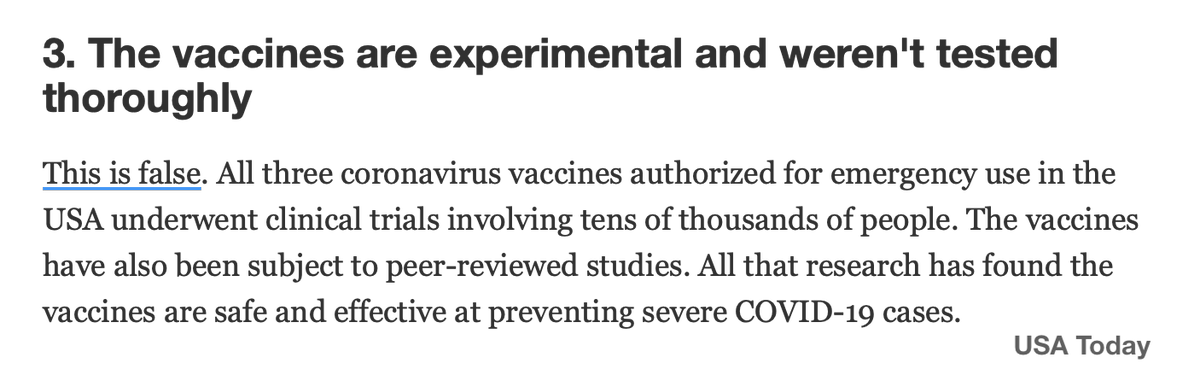 3. The vaccines are experimental and weren't tested
thoroughly
This is false. All three coronavirus vaccines authorized for emergency use in the
USA underwent clinical trials involving tens of thousands of people. The vaccines
have also been subject to peer-reviewed studies. All that research has found the
vaccines are safe and effective at preventing severe COVID-19 cases.
USA Today